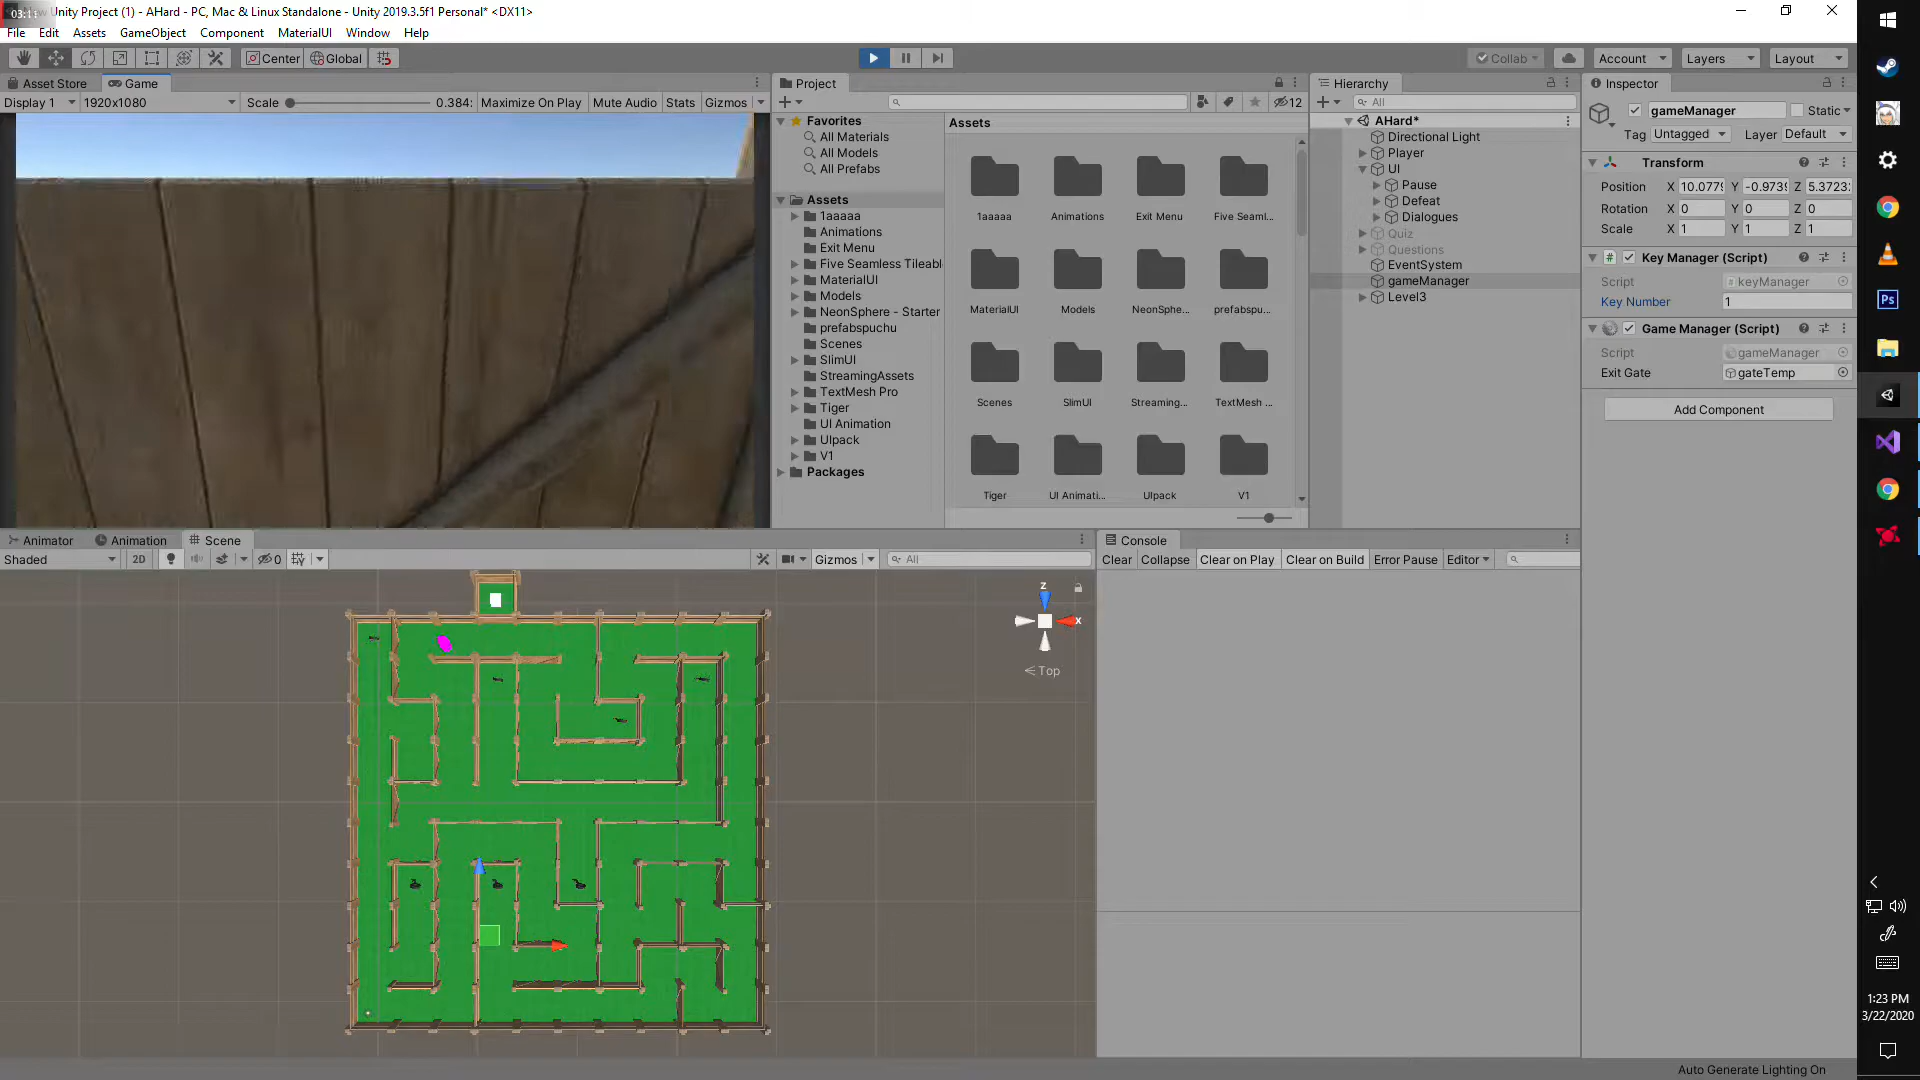 03:11
Unity Project (1) - AHard - PC, Mac & Linux Standalone - Unity 2019.3.5f1 Personal* <DX11>
File Edit Assets GameObject Component MaterialUI Window Help
Center Global
Collab Account Layers Layout
Asset Store Game
Display 1 1920x1080 Scale 0.384: Maximize On Play Mute Audio Stats Gizmos
Project
12
Favorites
All Materials
All Models
All Prefabs
Assets
1aaaaa
Animations
Exit Menu
Five Seamless Tileabl
MaterialUI
Models
NeonSphere - Starter
prefabspuchu
Scenes
SlimUI
StreamingAssets
TextMesh Pro
Tiger
UI Animation
UIpack
V1
Packages
Assets
1aaaaa Animations Exit Menu Five Seaml...
MaterialUI Models NeonSphe... prefabspu...
Scenes SlimUI Streaming... TextMesh ...
Tiger UI Animati... UIpack V1
Hierarchy
All
AHard*
Directional Light
Player
UI
Pause
Defeat
Dialogues
Quiz
Questions
EventSystem
gameManager
Level3
Inspector
gameManager Static
Tag Untagged Layer Default
Transform
Position X 10.077 Y -0.973 Z 5.3723
Rotation X 0 Y 0 Z 0
Scale X 1 Y 1 Z 1
# Key Manager (Script)
Script keyManager
Key Number 1
Game Manager (Script)
Script gameManager
Exit Gate gateTemp
Add Component
Animator Animation Scene
Shaded 2D 0 Gizmos All
z
x
Top
Console
Clear Collapse Clear on Play Clear on Build Error Pause Editor
Ps
1:23 PM
3/22/2020
Auto Generate Lighting On